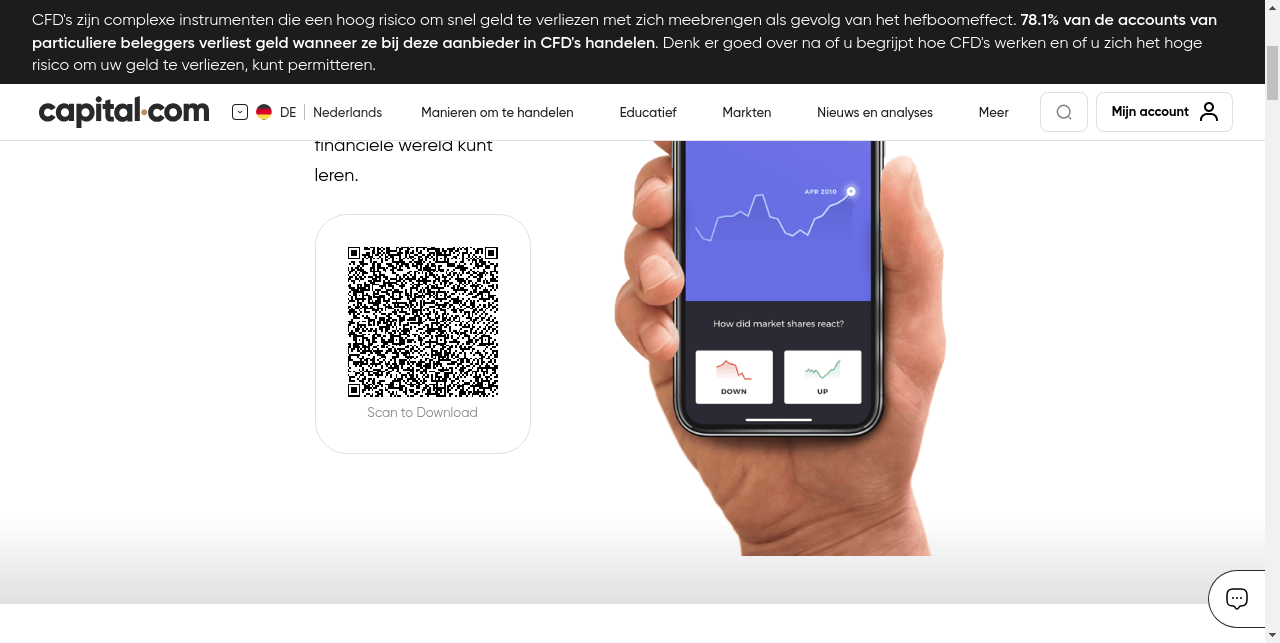 CFD's zijn complexe instrumenten die een hoog risico om snel geld te verliezen met zich meebrengen als gevolg van het hefboomeffect. 78.1% van de accounts van
particuliere beleggers verliest geld wanneer ze bij deze aanbieder in CFD's handelen. Denk er goed over na of u begrijpt hoe CFD's werken en of u zich het hoge
risico om uw geld te verliezen, kunt permitteren.
capital.com
DE
Nederlands
Manieren om te handelen
Educatief
Markten
Nieuws en analyses
Meer
Mijn account
financiële wereld kunt
leren.
APR 2010
How did market shares react?
DOWN
UP
Scan to Download